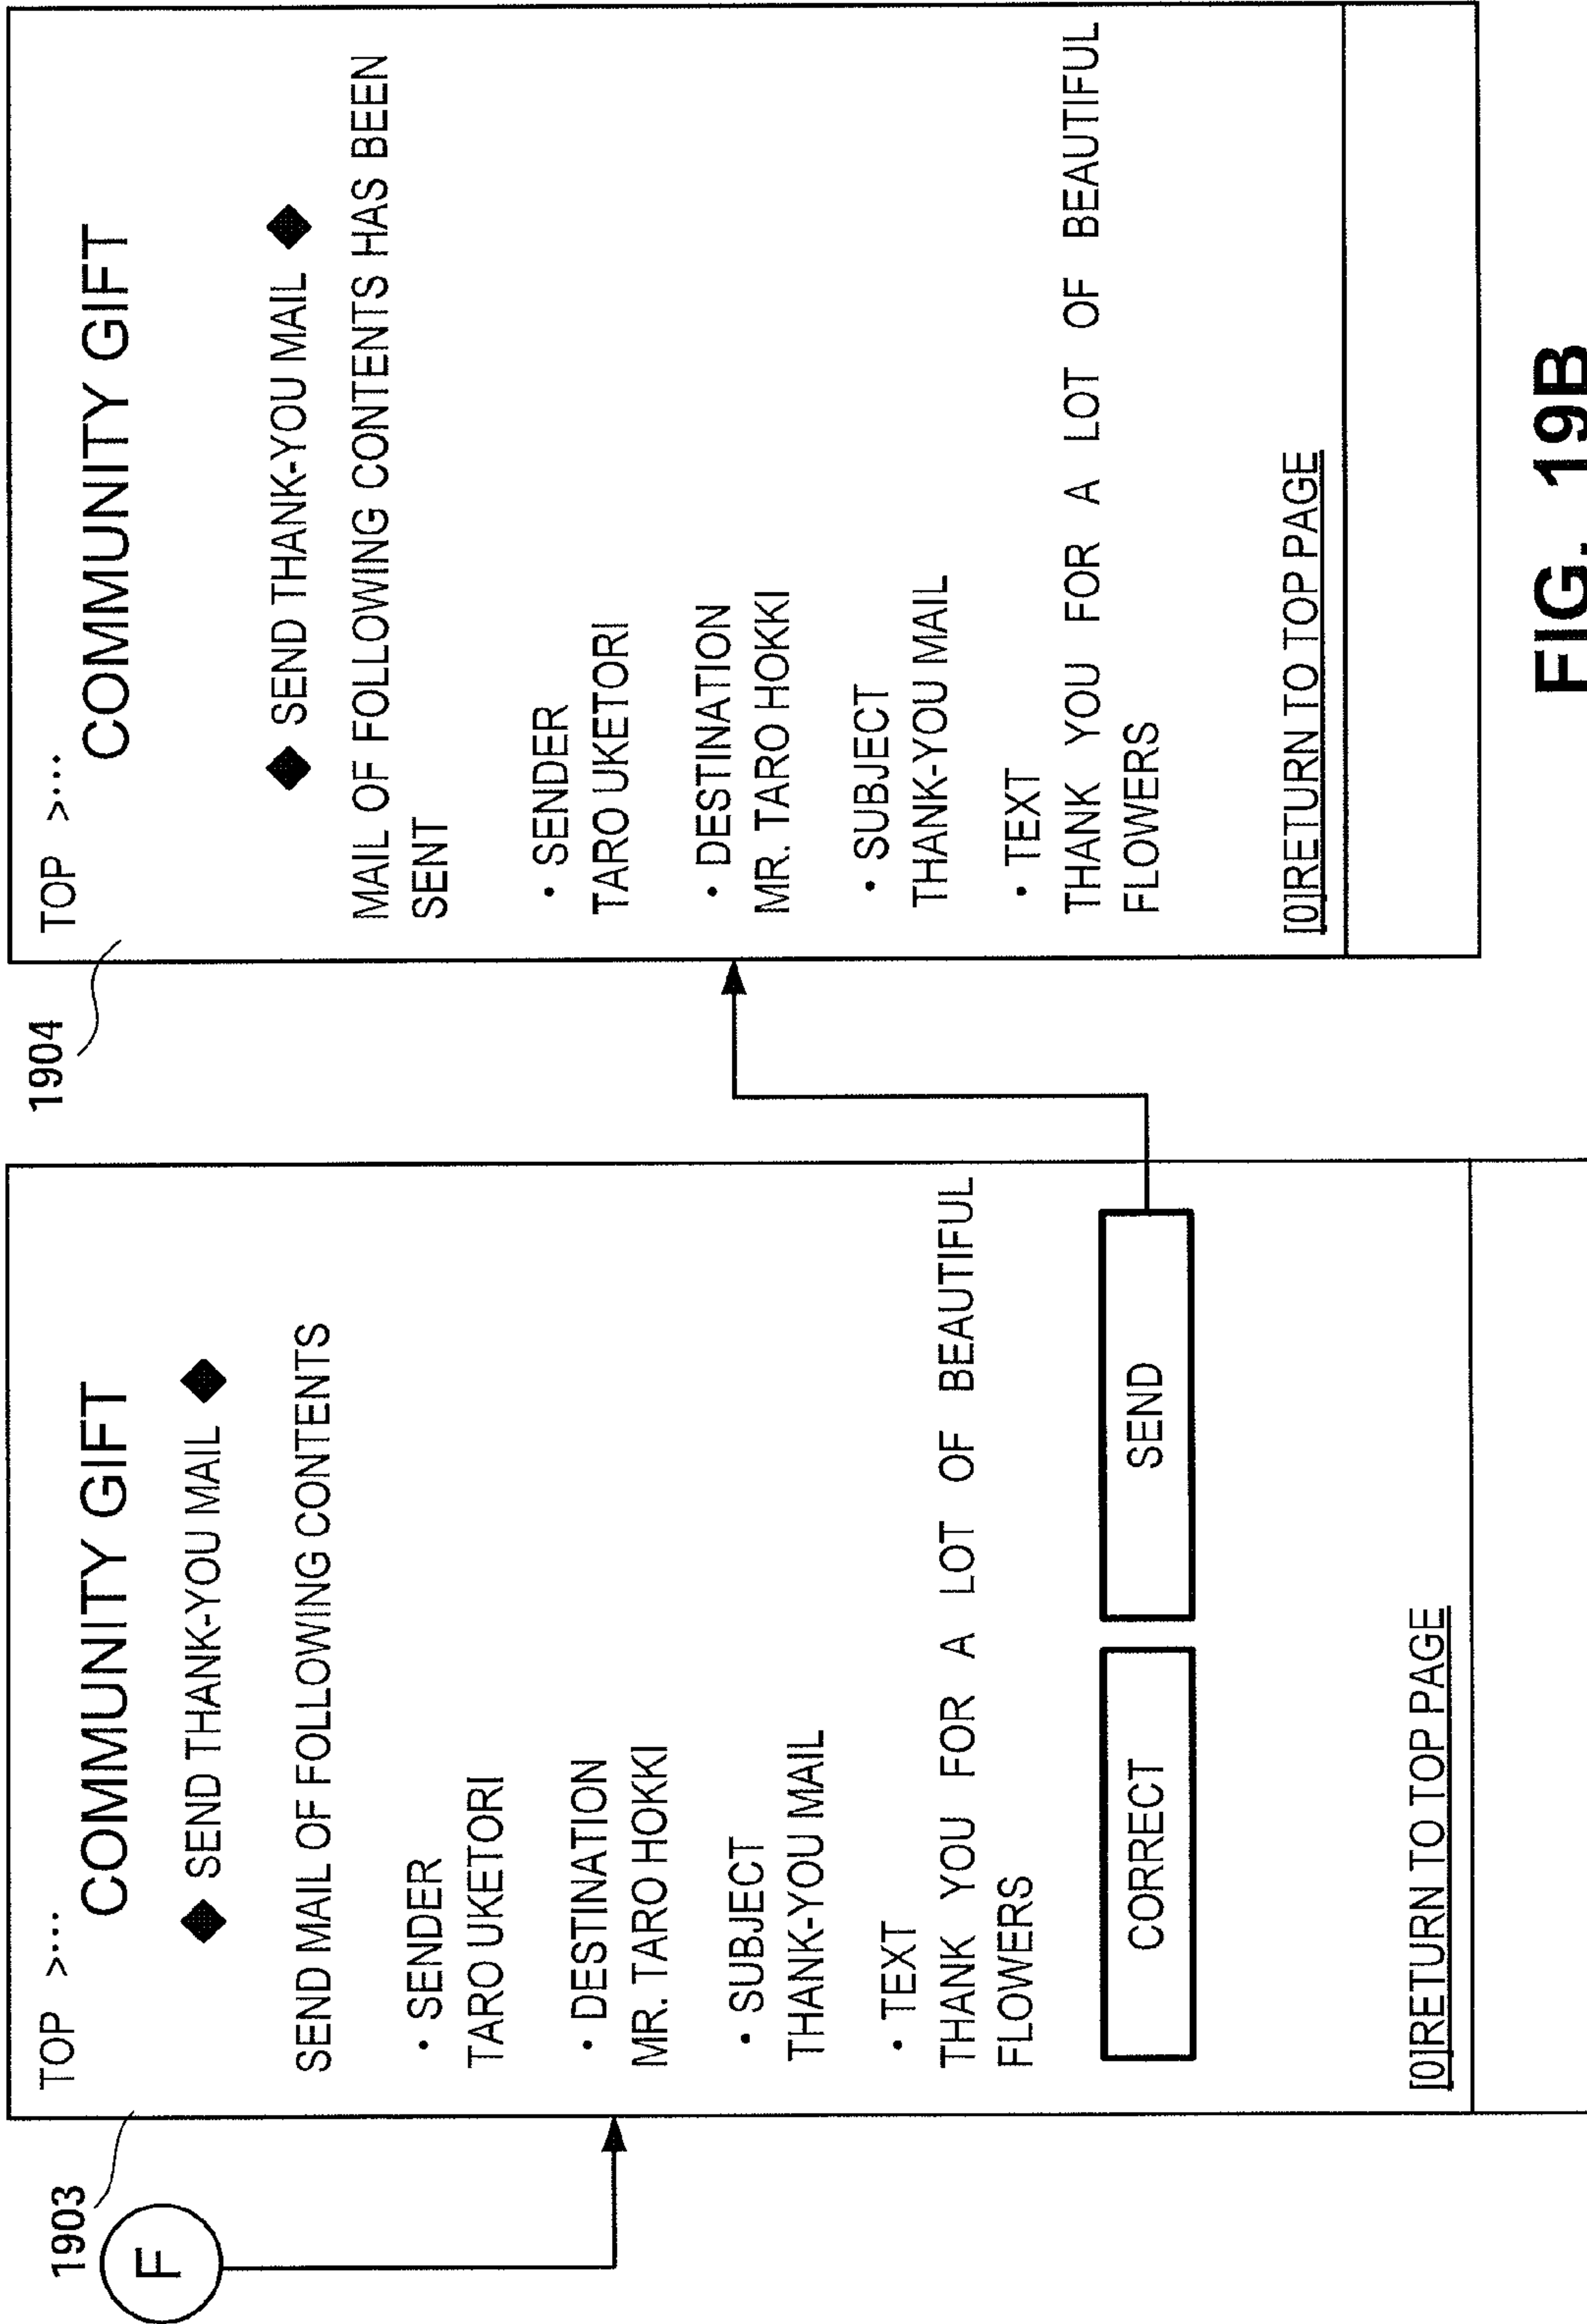 F
1903
TOP >···
COMMUNITY GIFT
◆ SEND THANK-YOU MAIL ◆
SEND MAIL OF FOLLOWING CONTENTS
· SENDER
TARO UKETORI
· DESTINATION
MR. TARO HOKKI
· SUBJECT
THANK-YOU MAIL
· TEXT
THANK YOU FOR A LOT OF BEAUTIFUL
FLOWERS
CORRECT
SEND
[0]RETURN TO TOP PAGE
1904
TOP >···
COMMUNITY GIFT
◆ SEND THANK-YOU MAIL ◆
MAIL OF FOLLOWING CONTENTS HAS BEEN
SENT
· SENDER
TARO UKETORI
· DESTINATION
MR. TARO HOKKI
· SUBJECT
THANK-YOU MAIL
· TEXT
THANK YOU FOR A LOT OF BEAUTIFUL
FLOWERS
[0]RETURN TO TOP PAGE
FIG. 19B